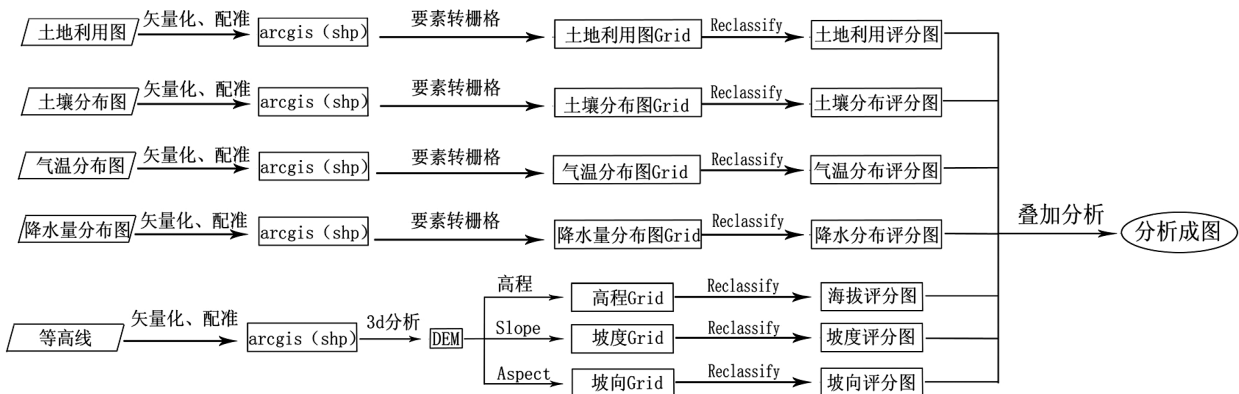 土地利用图 矢量化、配准 arcgis（shp） 要素转栅格 土地利用图Grid Reclassify 土地利用评分图
土壤分布图 矢量化、配准 arcgis（shp） 要素转栅格 土壤分布图Grid Reclassify 土壤分布评分图
气温分布图 矢量化、配准 arcgis（shp） 要素转栅格 气温分布图Grid Reclassify 气温分布评分图
降水量分布图 矢量化、配准 arcgis（shp） 要素转栅格 降水量分布图Grid Reclassify 降水分布评分图
叠加分析 分析成图
高程 高程Grid Reclassify 海拔评分图
等高线 矢量化、配准 arcgis（shp） 3d分析 DEM Slope 坡度Grid Reclassify 坡度评分图
Aspect 坡向Grid Reclassify 坡向评分图